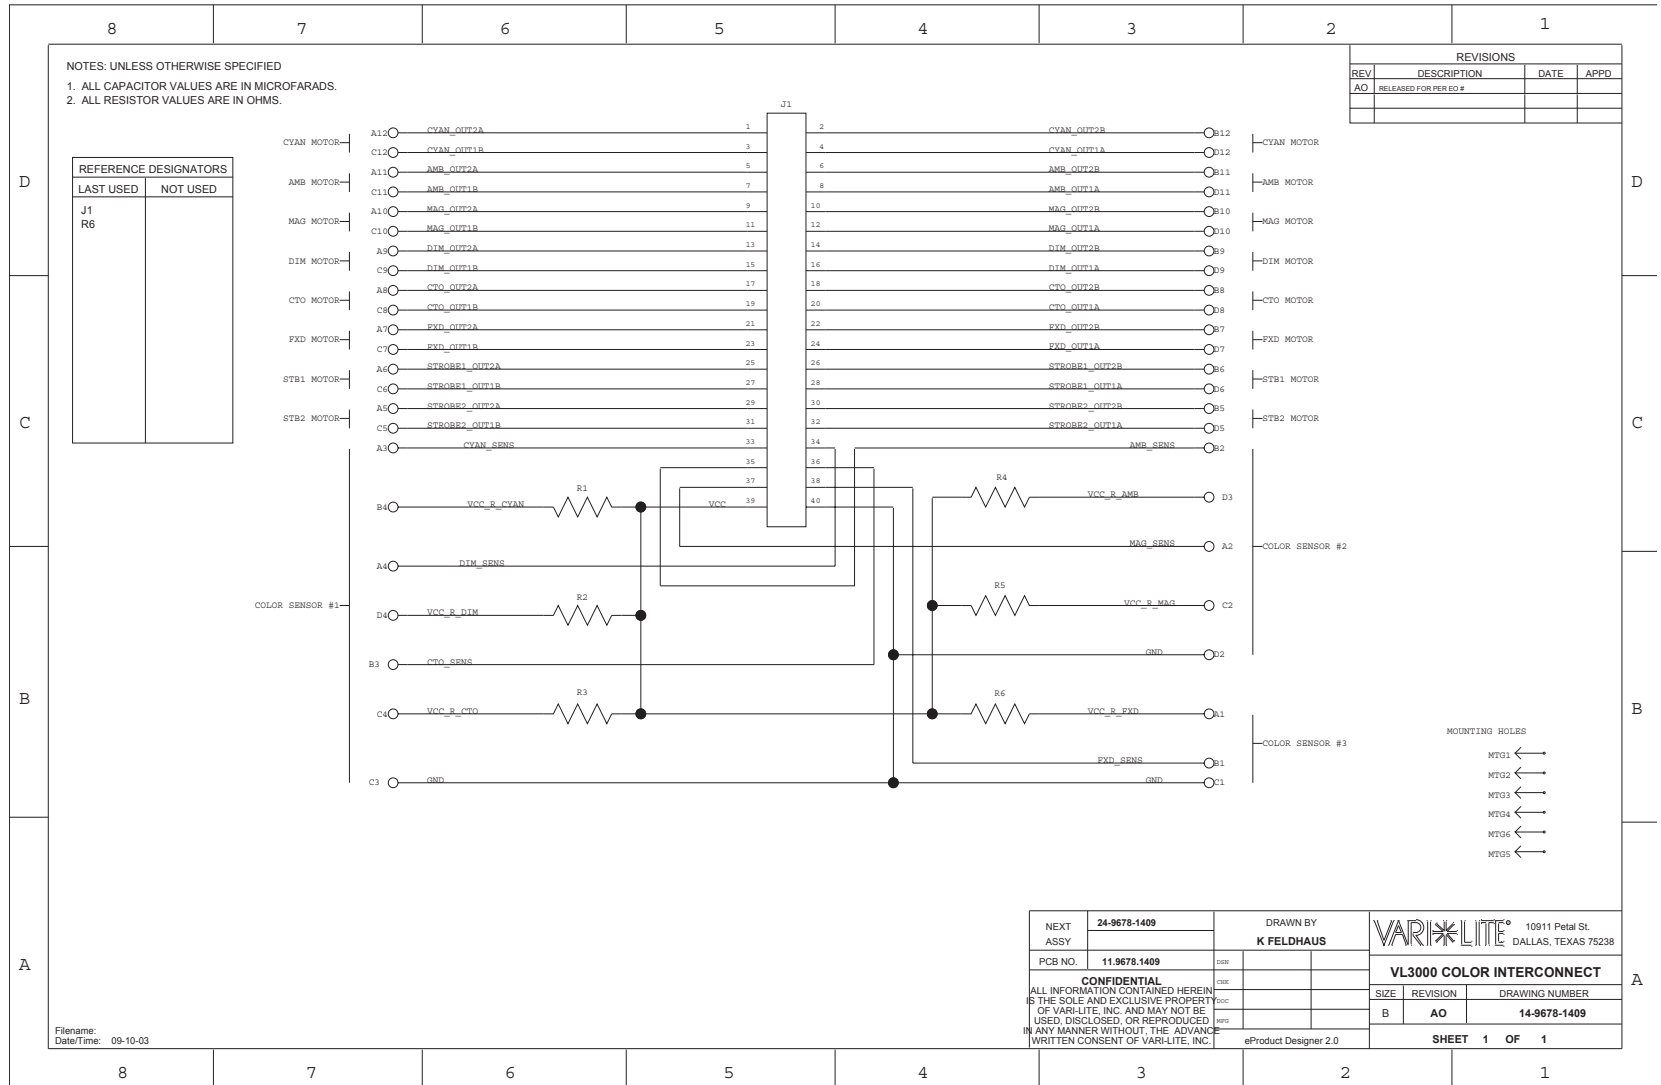 8 7 6 5 4 3 2 1
NOTES: UNLESS OTHERWISE SPECIFIED
1. ALL CAPACITOR VALUES ARE IN MICROFARADS.
2. ALL RESISTOR VALUES ARE IN OHMS.
REVISIONS
REV DESCRIPTION DATE APPD
AO RELEASED FOR PER EO #
REFERENCE DESIGNATORS
LAST USED NOT USED
J1
R6
D D
C C
B B
A A
J1
CYAN MOTOR A12 CYAN_OUT2A 1 2 CYAN_OUT2B B12 CYAN MOTOR
C12 CYAN_OUT1B 3 4 CYAN_OUT1A D12
AMB MOTOR A11 AMB_OUT2A 5 6 AMB_OUT2B B11 AMB MOTOR
C11 AMB_OUT1B 7 8 AMB_OUT1A D11
MAG MOTOR A10 MAG_OUT2A 9 10 MAG_OUT2B B10 MAG MOTOR
C10 MAG_OUT1B 11 12 MAG_OUT1A D10
DIM MOTOR A9 DIM_OUT2A 13 14 DIM_OUT2B B9 DIM MOTOR
C9 DIM_OUT1B 15 16 DIM_OUT1A D9
CTO MOTOR A8 CTO_OUT2A 17 18 CTO_OUT2B B8 CTO MOTOR
C8 CTO_OUT1B 19 20 CTO_OUT1A D8
FXD MOTOR A7 FXD_OUT2A 21 22 FXD_OUT2B B7 FXD MOTOR
C7 FXD_OUT1B 23 24 FXD_OUT1A D7
STB1 MOTOR A6 STROBE1_OUT2A 25 26 STROBE1_OUT2B B6 STB1 MOTOR
C6 STROBE1_OUT1B 27 28 STROBE1_OUT1A D6
STB2 MOTOR A5 STROBE2_OUT2A 29 30 STROBE2_OUT2B B5 STB2 MOTOR
C5 STROBE2_OUT1B 31 32 STROBE2_OUT1A D5
A3 CYAN_SENS 33 34 AMB_SENS B2
35 36
37 38
R1 R4
B4 VCC_R_CYAN VCC 39 40 VCC_R_AMB D3
MAG_SENS A2 COLOR SENSOR #2
A4 DIM_SENS
R2 R5
COLOR SENSOR #1 VCC_R_MAG C2
D4 VCC_R_DIM
GND D2
B3 CTO_SENS
R3 R6
C4 VCC_R_CTO VCC_R_FXD A1
COLOR SENSOR #3
FXD_SENS B1
C3 GND GND C1
MOUNTING HOLES
MTG1
MTG2
MTG3
MTG4
MTG6
MTG5
NEXT ASSY 24-9678-1409
PCB NO. 11.9678.1409
DRAWN BY
K FELDHAUS
DSN
CHK
DOC
MFG
CONFIDENTIAL
ALL INFORMATION CONTAINED HEREIN
IS THE SOLE AND EXCLUSIVE PROPERTY
OF VARI-LITE, INC. AND MAY NOT BE
USED, DISCLOSED, OR REPRODUCED
IN ANY MANNER WITHOUT, THE ADVANCE
WRITTEN CONSENT OF VARI-LITE, INC.
eProduct Designer 2.0
VARI✳LITE®
10911 Petal St.
DALLAS, TEXAS 75238
VL3000 COLOR INTERCONNECT
SIZE REVISION DRAWING NUMBER
B AO 14-9678-1409
SHEET 1 OF 1
Filename:
Date/Time: 09-10-03
8 7 6 5 4 3 2 1